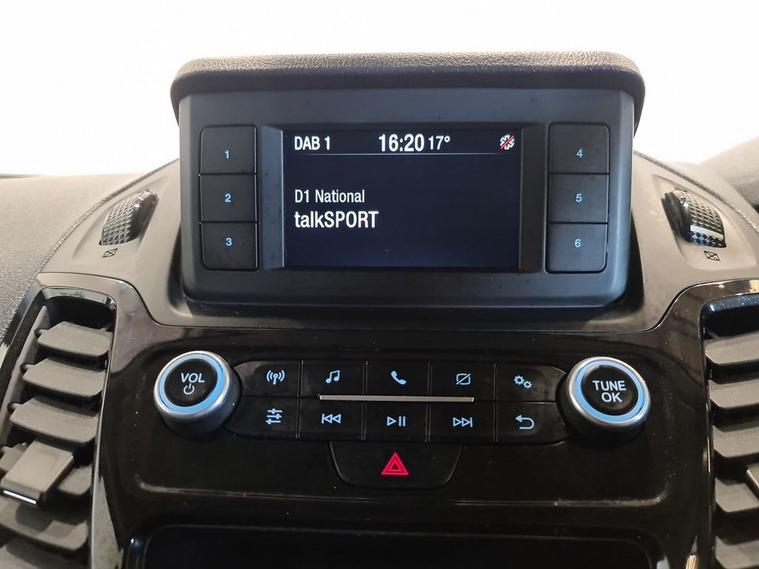 DAB 1 16:20 17°
1
4
D1 National
2
5
talkSPORT
3
6
VOL
TUNE
OK